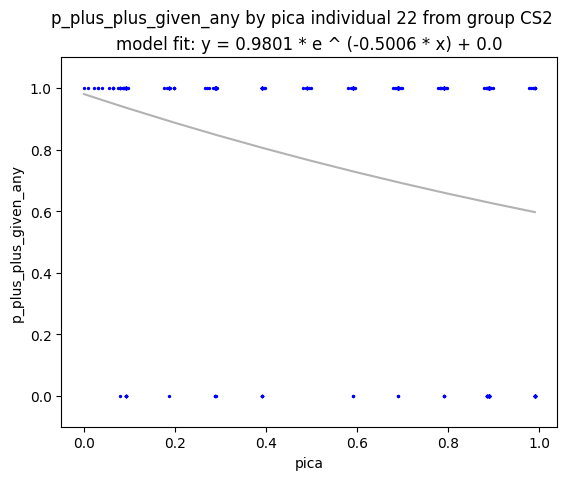 p_plus_plus_given_any by pica individual 22 from group CS2
model fit: y = 0.9801 * e ^ (-0.5006 * x) + 0.0
p_plus_plus_given_any
1.0
0.8
0.6
0.4
0.2
0.0
0.0 0.2 0.4 0.6 0.8 1.0
pica